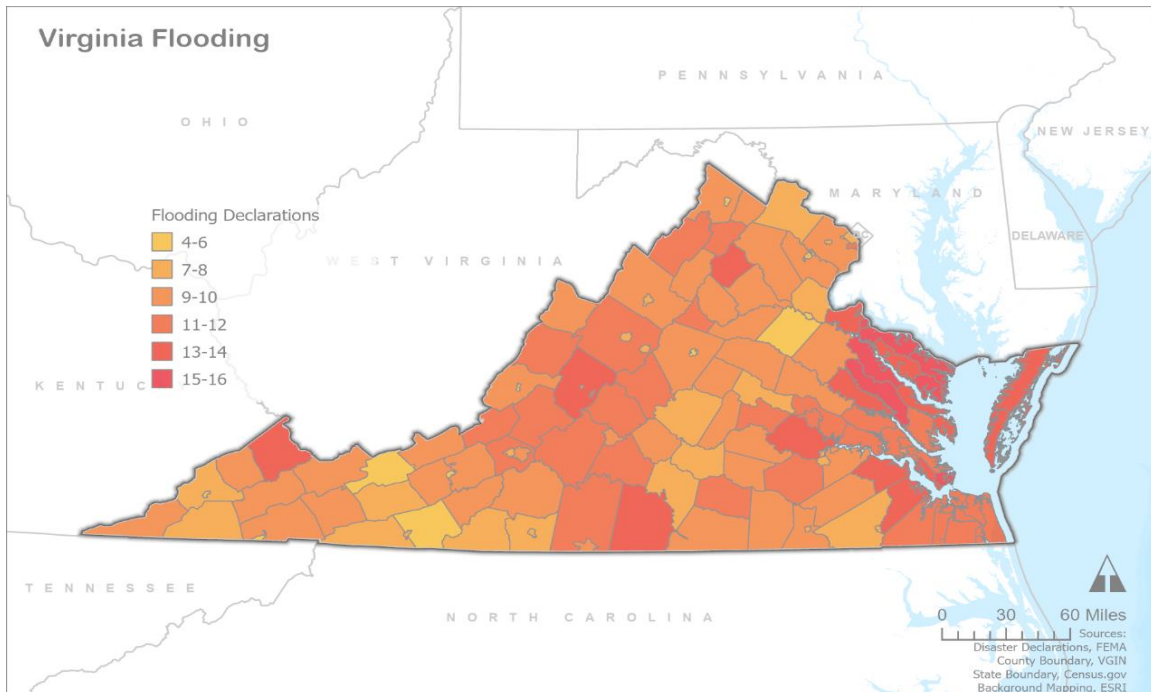 Virginia Flooding
PENNSYLVANIA
OHIO
NEW JERSEY
MARYLAND
Flooding Declarations
4-6
DC
DELAWARE
7-8
WEST VIRGINIA
9-10
11-12
13-14
KENTUC
15-16
TENNESSEE
NORTH CAROLINA
0 30 60 Miles
Sources:
Disaster Declarations, FEMA
County Boundary, VGIN
State Boundary, Census.gov
Background Mapping, ESRI